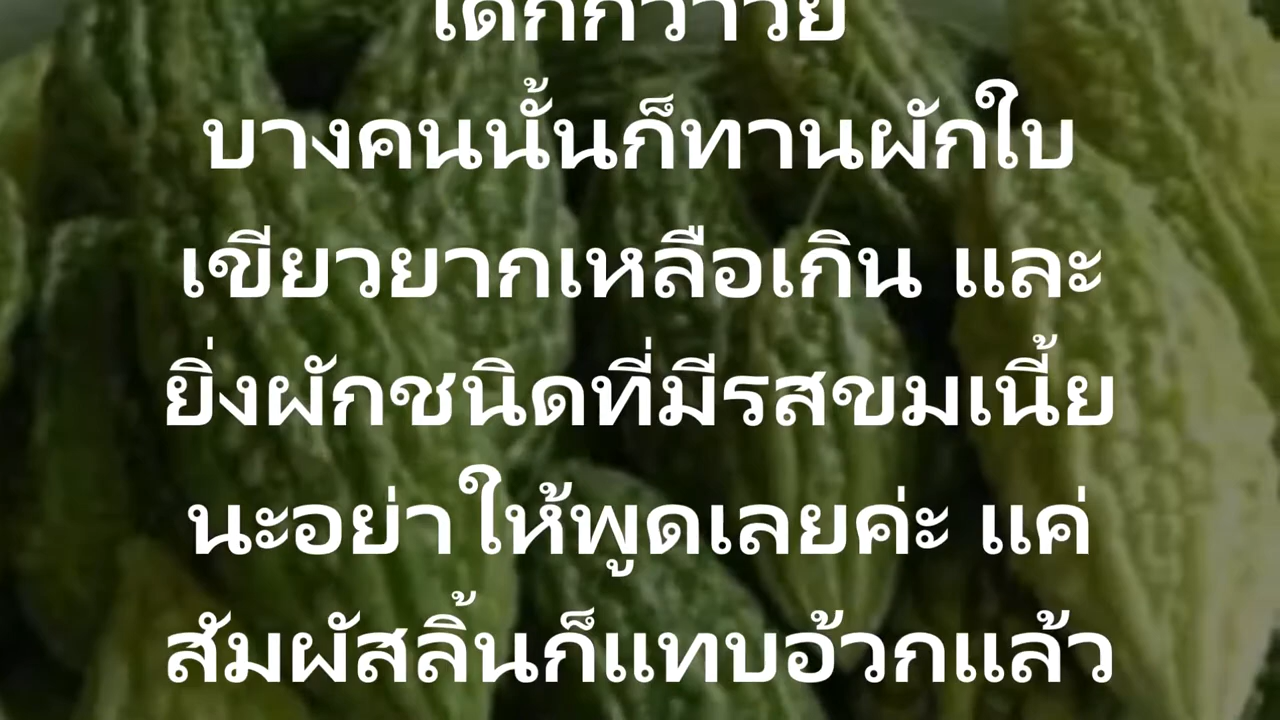 บางคนนั้นก็ทานผักใบ
เขียวยากเหลือเกิน และ
ยิ่งผักชนิดที่มีรสขมเนี้ย
นะอย่าให้พูดเลยค่ะ แค่
สัมผัสลิ้นก็แทบอ้วกแล้ว